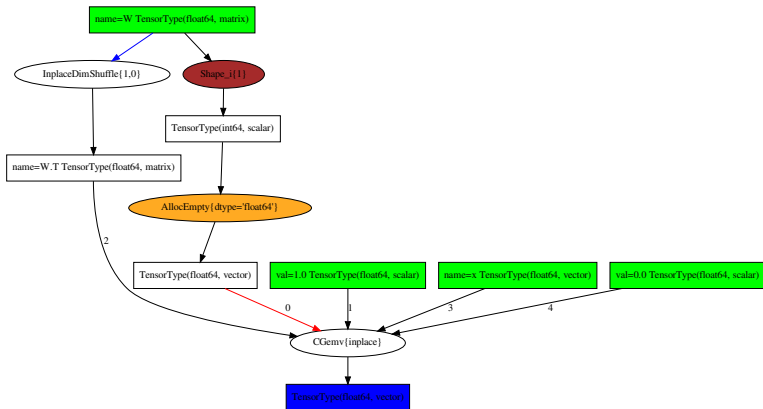 name=W TensorType(float64, matrix)
InplaceDimShuffle{1,0}
Shape_i{1}
TensorType(int64, scalar)
name=W.T TensorType(float64, matrix)
AllocEmpty{dtype='float64'}
2
TensorType(float64, vector)
val=1.0 TensorType(float64, scalar)
name=x TensorType(float64, vector)
val=0.0 TensorType(float64, scalar)
0
1
3
4
CGemv{inplace}
TensorType(float64, vector)